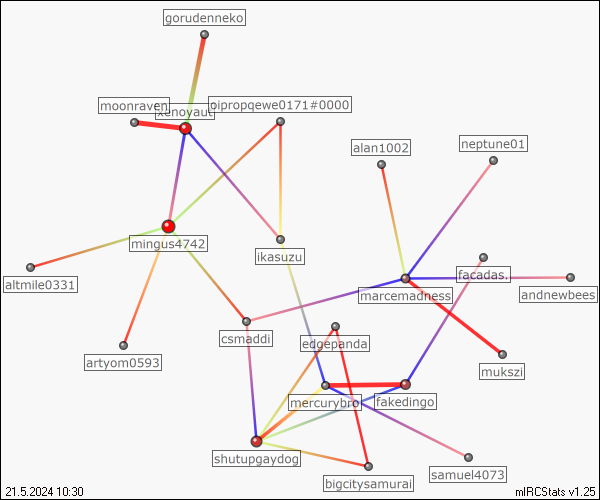 gorudenneko
moonraven
xenoyaut
pipropqewe0171#0000
alan1002
neptune01
mingus4742
ikasuzu
facadas.
altmile0331
marcemadness
andnewbees
csmaddi
edgepanda
artyom0593
mukszi
mercurybro
fakedingo
shutupgaydog
samuel4073
bigcitysamurai
21.5.2024 10:30
mIRCStats v1.25